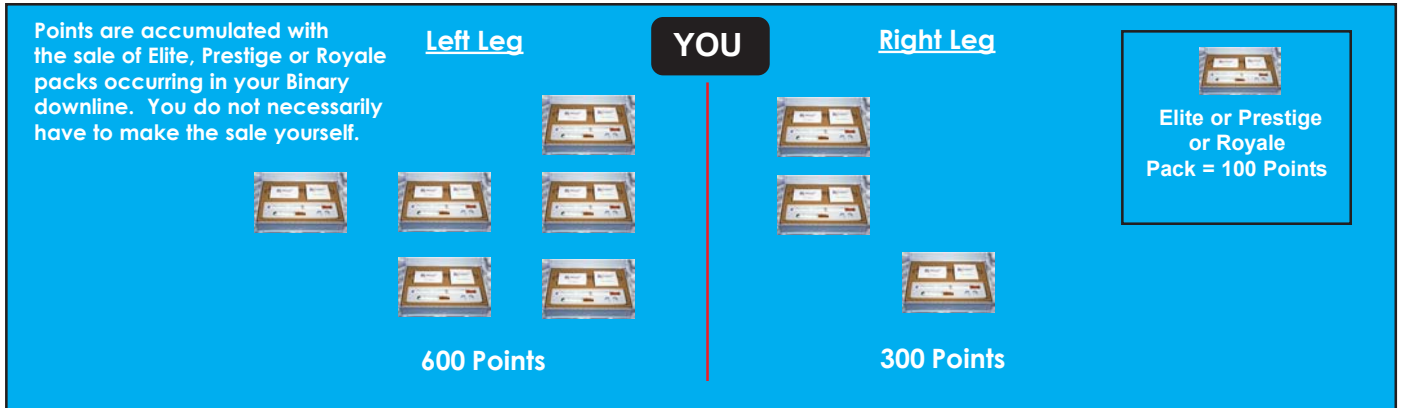 Points are accumulated with
the sale of Elite, Prestige or Royale
packs occurring in your Binary
downline. You do not necessarily
have to make the sale yourself.
Left Leg
YOU
Right Leg
Elite or Prestige
or Royale
Pack = 100 Points
600 Points
300 Points